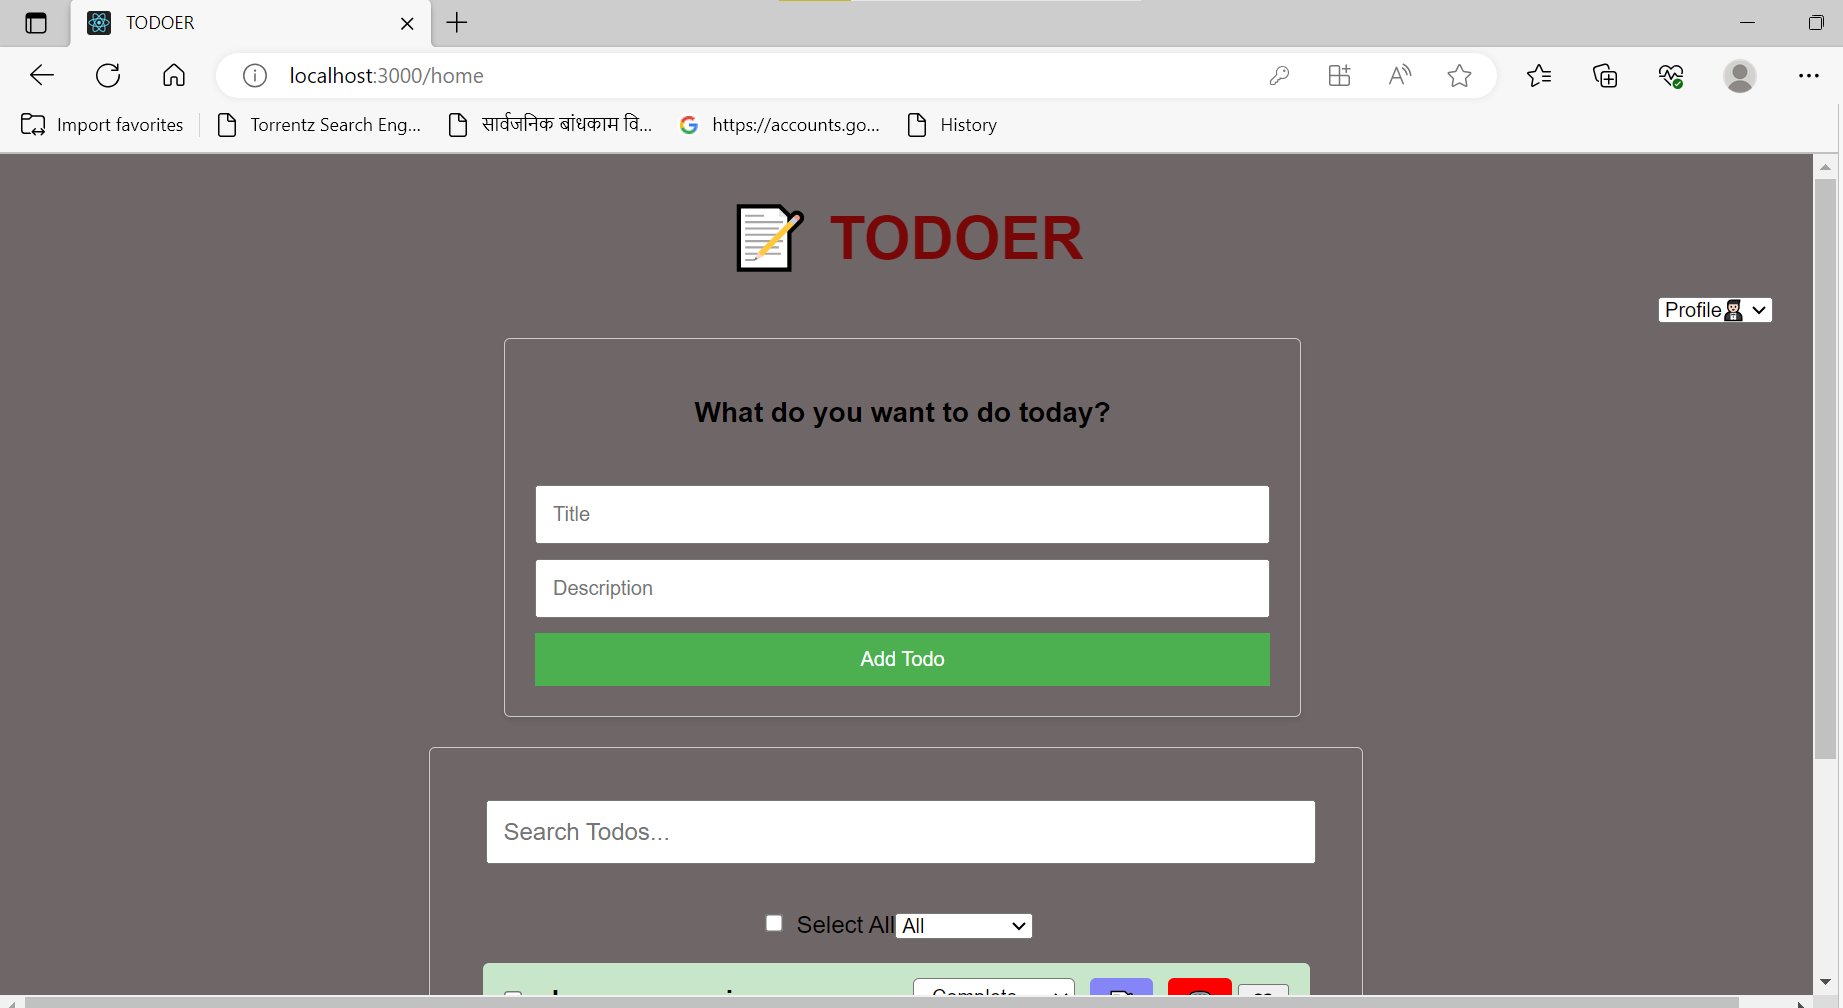 TODOER
localhost:3000/home
Import favorites
Torrentz Search Eng...
सार्वजनिक बांधकाम वि...
https://accounts.go...
History
TODOER
Profile
What do you want to do today?
Title
Description
Add Todo
Search Todos...
Select All
All
Complete